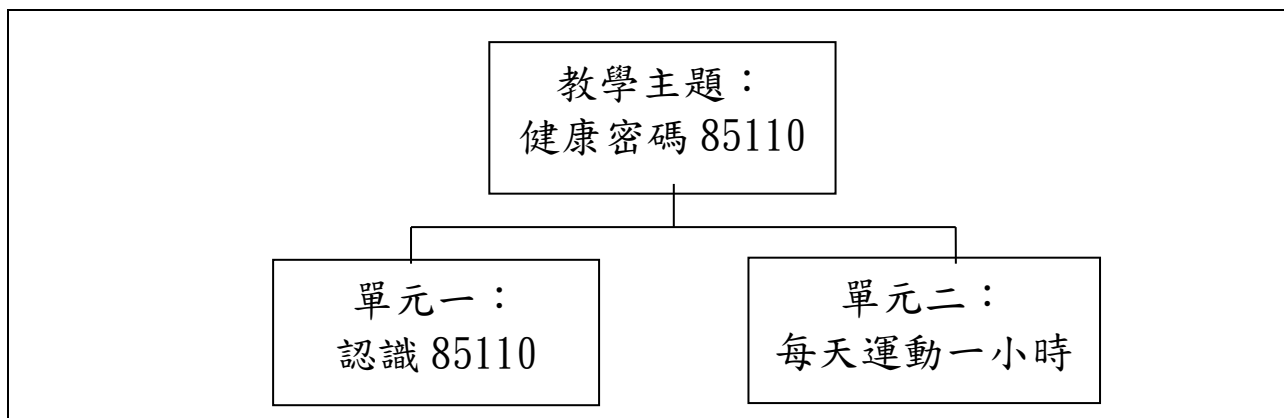 教學主題：
健康密碼 85110
單元一：
認識 85110
單元二：
每天運動一小時